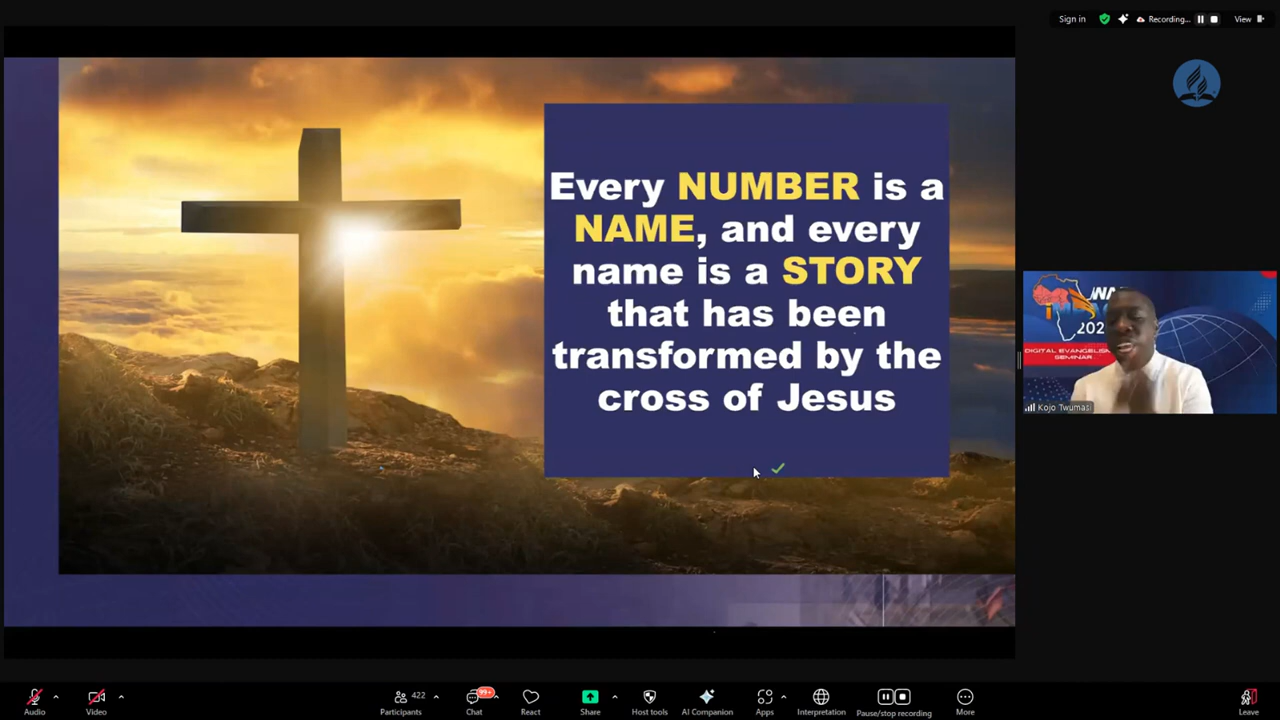 Sign in
Recording...
View
Every NUMBER is a
NAME, and every
name is a STORY
that has been
transformed by the
cross of Jesus
202
DIGITAL EVANGELIS
SEMINAR
Kojo Twumasi
Audio
Video
422
Participants
99+
Chat
React
Share
Host tools
AI Companion
Apps
Interpretation
Pause/stop recording
More
Leave